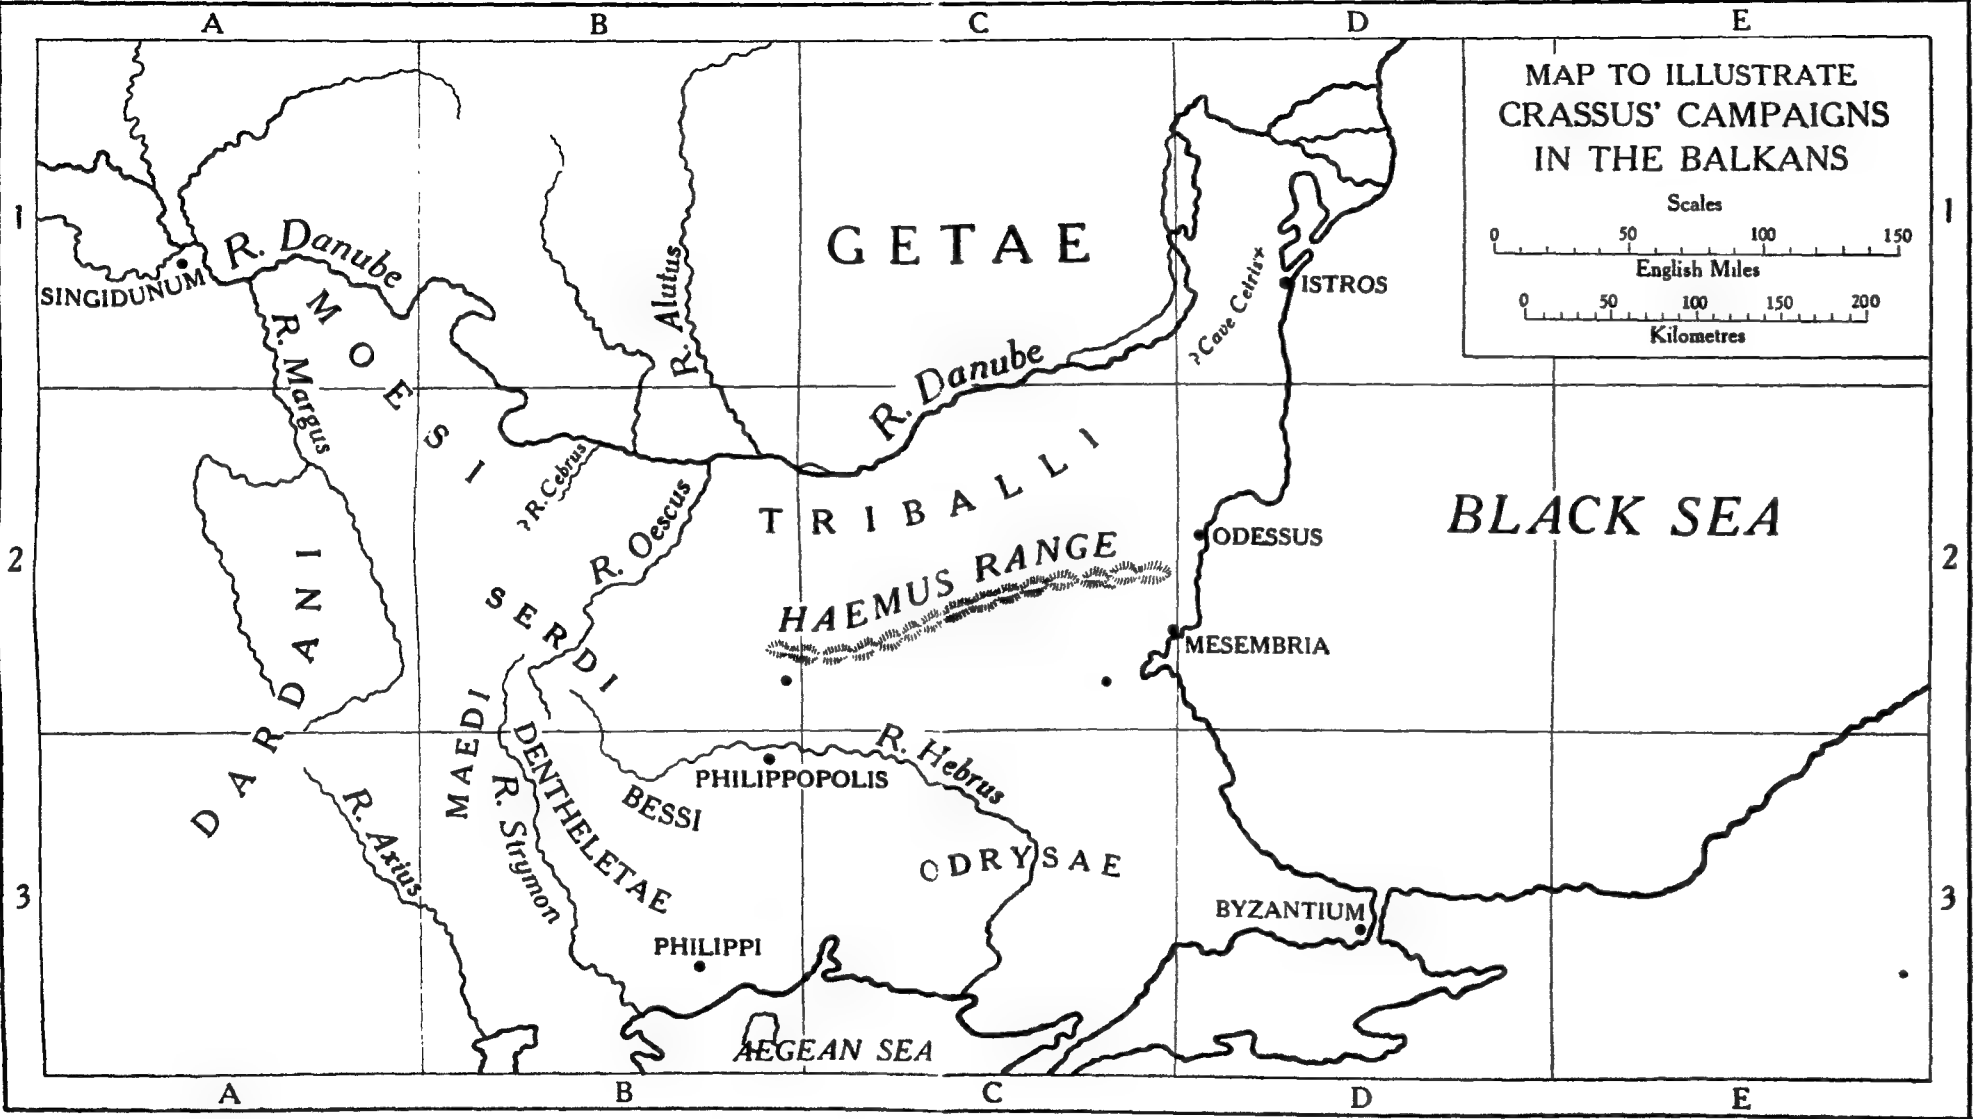 A B C D E
MAP TO ILLUSTRATE
CRASSUS' CAMPAIGNS
IN THE BALKANS
Scales
0 50 100 150
English Miles
0 50 100 150 200
Kilometres
1 1
GETAE
R. Danube
SINGIDUNUM
MOESI
R. Margus
R. Alutus
?Cave Ceiris×
ISTROS
R. Danube
?R. Cebrus
R. Oescus
TRIBALLI
2 2
BLACK SEA
ODESSUS
HAEMUS RANGE
SERDI
MESEMBRIA
DARDANI
MAEDI
DENTHELETAE
R. Hebrus
PHILIPPOPOLIS
BESSI
R. Axius
R. Strymon
ODRYSAE
3 3
BYZANTIUM
PHILIPPI
AEGEAN SEA
A B C D E